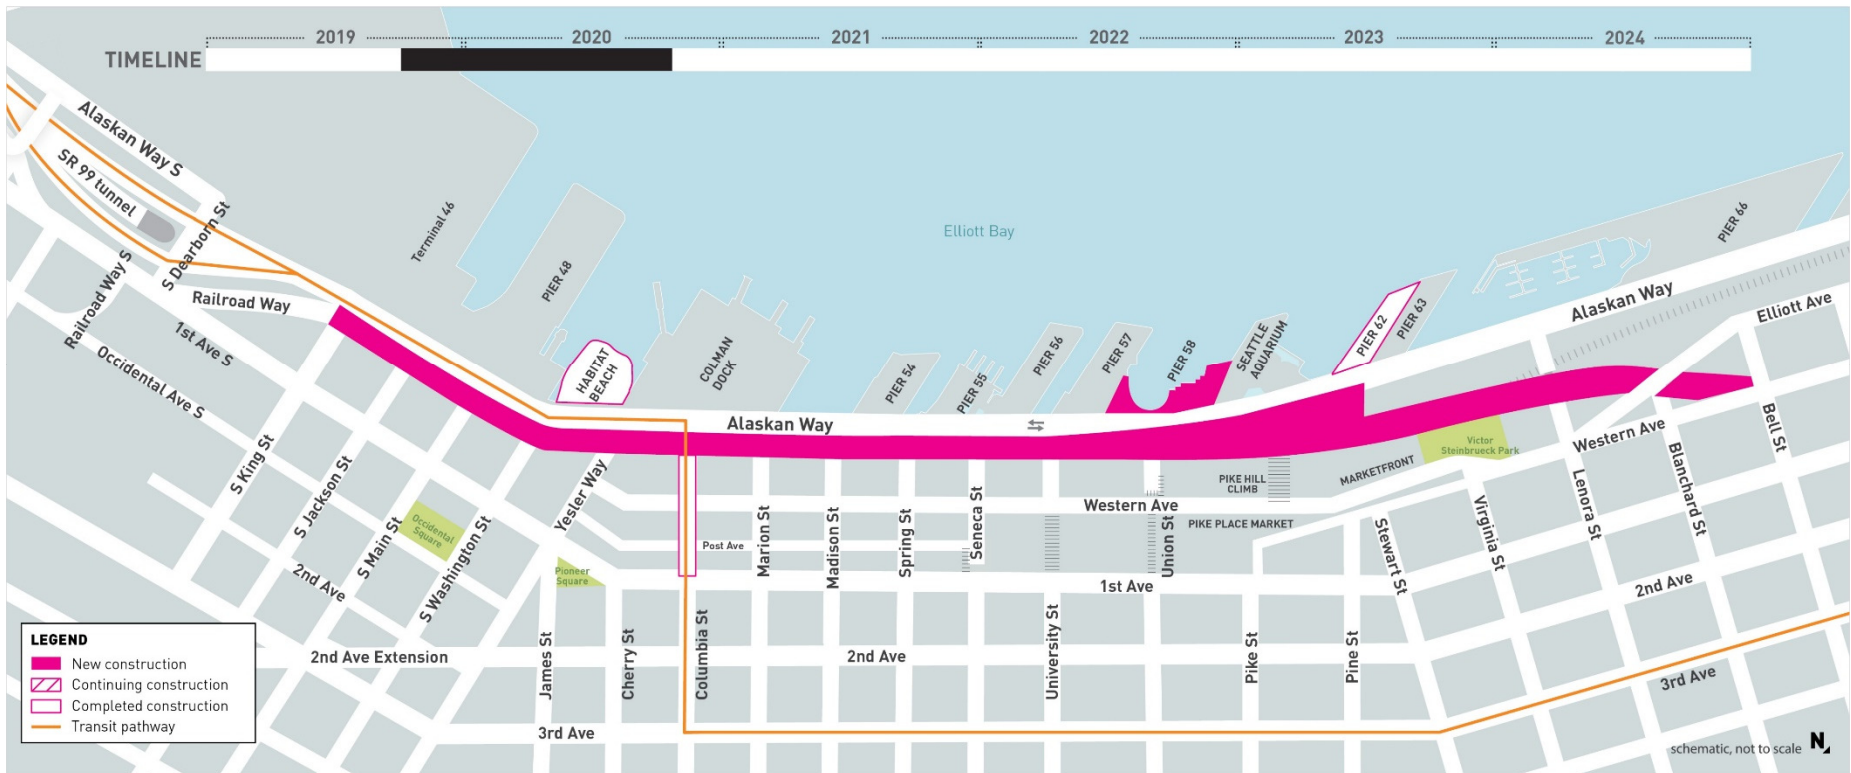 2019
2020
2021
2022
2023
2024
TIMELINE
Alaskan Way S
SR 99 tunnel
S Dearborn St
Railroad Way S
Railroad Way
1st Ave S
Occidental Ave S
Terminal 46
PIER 48
HABITAT
BEACH
COLMAN
DOCK
Elliott Bay
PIER 54
PIER 55
PIER 56
PIER 57
PIER 58
SEATTLE
AQUARIUM
PIER 62
PIER 63
PIER 66
Alaskan Way
Alaskan Way
Elliott Ave
Western Ave
Victor
Steinbrueck Park
MARKETFRONT
PIKE HILL
CLIMB
Western Ave
PIKE PLACE MARKET
S King St
S Jackson St
S Main St
Occidental
Square
S Washington St
Yesler Way
Pioneer
Square
2nd Ave
Post Ave
Marion St
Madison St
Spring St
Seneca St
Union St
Stewart St
Virginia St
Lenora St
Blanchard St
Bell St
1st Ave
2nd Ave
2nd Ave Extension
James St
Cherry St
Columbia St
2nd Ave
University St
Pike St
Pine St
3rd Ave
3rd Ave
LEGEND
New construction
Continuing construction
Completed construction
Transit pathway
schematic, not to scale
N